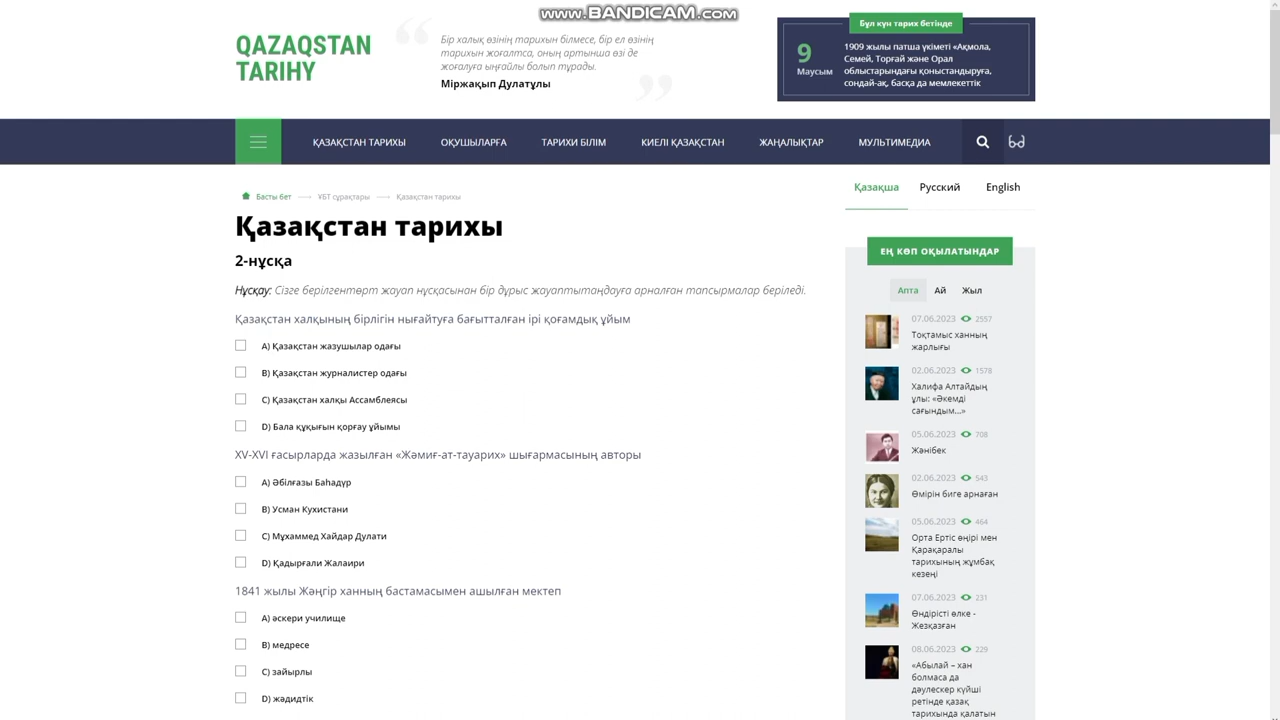 www.BANDICAM.com
QAZAQSTAN
TARIHY
Бір халық өзінің тарихын білмесе, бір ел өзінің
тарихын жоғалтса, оның артынша өзі де
жоғалуға ыңғайлы болып тұрады.
Міржақып Дулатұлы
Бұл күн тарих бетінде
9
Маусым
1909 жылы патша үкіметі «Ақмола,
Семей, Торғай және Орал
облыстарындағы қоныстандыруға,
сондай-ақ, басқа да мемлекеттік
ҚАЗАҚСТАН ТАРИХЫ
ОҚУШЫЛАРҒА
ТАРИХИ БІЛІМ
КИЕЛІ ҚАЗАҚСТАН
ЖАҢАЛЫҚТАР
МУЛЬТИМЕДИА
Қазақша
Русский
English
Басты бет
ҰБТ сұрақтары
Қазақстан тарихы
Қазақстан тарихы
2-нұсқа
Нұсқау: Сізге берілгентөрт жауап нұсқасынан бір дұрыс жауаптытаңдауға арналған тапсырмалар беріледі.
Қазақстан халқының бірлігін нығайтуға бағытталған ірі қоғамдық ұйым
A) Қазақстан жазушылар одағы
B) Қазақстан журналистер одағы
C) Қазақстан халқы Ассамблеясы
D) Бала құқығын қорғау ұйымы
XV-XVI ғасырларда жазылған «Жәмиғ-ат-тауарих» шығармасының авторы
A) Әбілғазы Баһадүр
B) Усман Кухистани
C) Мұхаммед Хайдар Дулати
D) Қадырғали Жалаири
1841 жылы Жәңгір ханның бастамасымен ашылған мектеп
A) әскери училище
B) медресе
C) зайырлы
D) жәдидтік
ЕҢ КӨП ОҚЫЛАТЫНДАР
Апта
Ай
Жыл
07.06.2023 2557
Тоқтамыс ханның
жарлығы
02.06.2023 1578
Халифа Алтайдың
ұлы: «Әкемді
сағындым...»
05.06.2023 708
Жәнібек
02.06.2023 543
Өмірін биге арнаған
05.06.2023 464
Орта Ертіс өңірі мен
Қарақаралы
тарихының жұмбақ
кезеңі
07.06.2023 231
Өндірісті өлке -
Жезқазған
08.06.2023 229
«Абылай – хан
болмаса да
дәулескер күйші
ретінде қазақ
тарихында қалатын